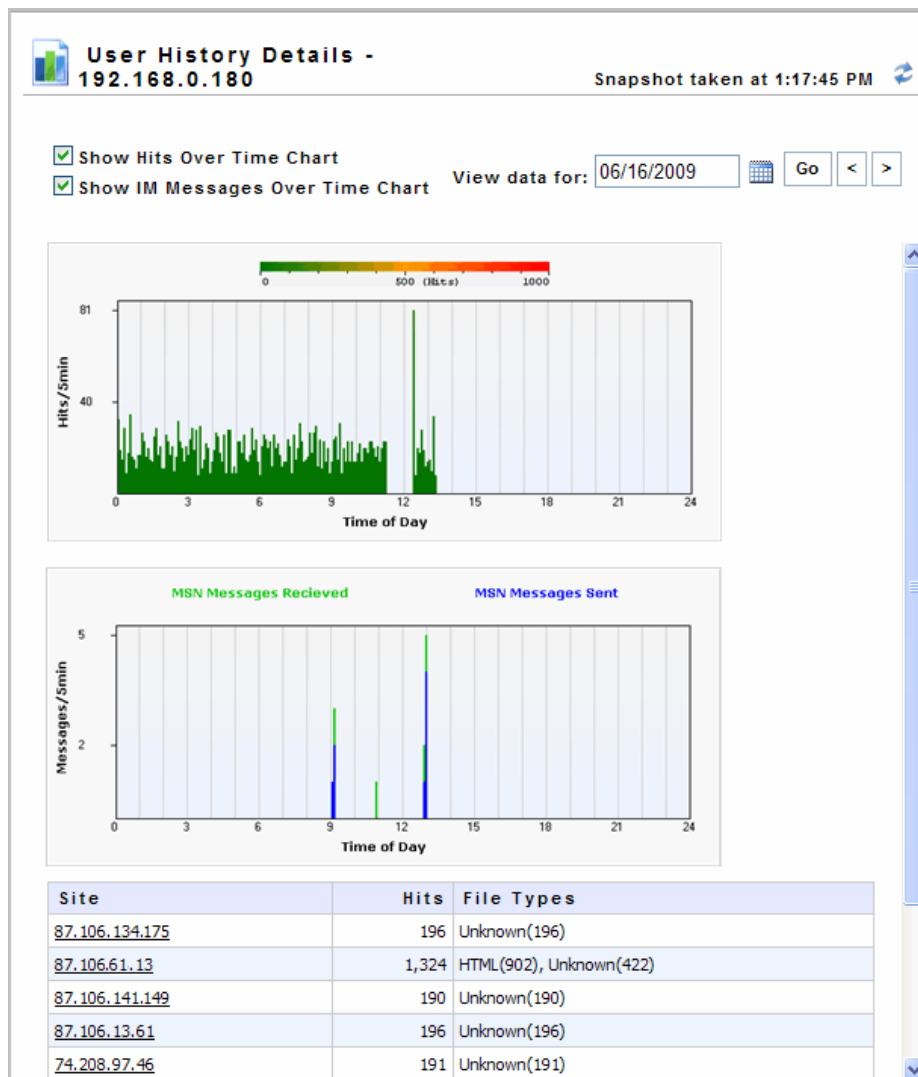 User History Details -
192.168.0.180
Snapshot taken at 1:17:45 PM
Show Hits Over Time Chart
Show IM Messages Over Time Chart
View data for: 06/16/2009 Go < >
0 500 (Hits) 1000
81
40
Hits/5min
0 3 6 9 12 15 18 21 24
Time of Day
MSN Messages Recieved MSN Messages Sent
5
2
Messages/5min
0 3 6 9 12 15 18 21 24
Time of Day
Site Hits File Types
87.106.134.175 196 Unknown(196)
87.106.61.13 1,324 HTML(902), Unknown(422)
87.106.141.149 190 Unknown(190)
87.106.13.61 196 Unknown(196)
74.208.97.46 191 Unknown(191)